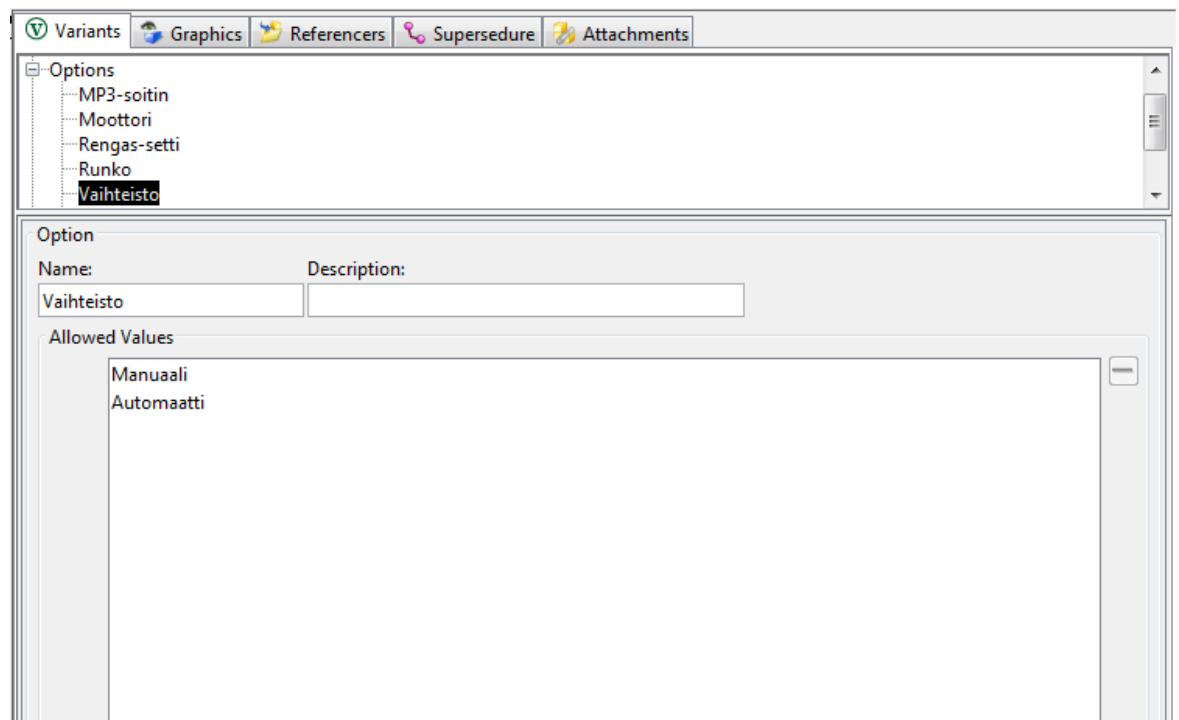 Variants Graphics Referencers Supersedure Attachments
Options
MP3-soitin
Moottori
Rengas-setti
Runko
Vaihteisto
Option
Name: Description:
Vaihteisto
Allowed Values
Manuaali
Automaatti